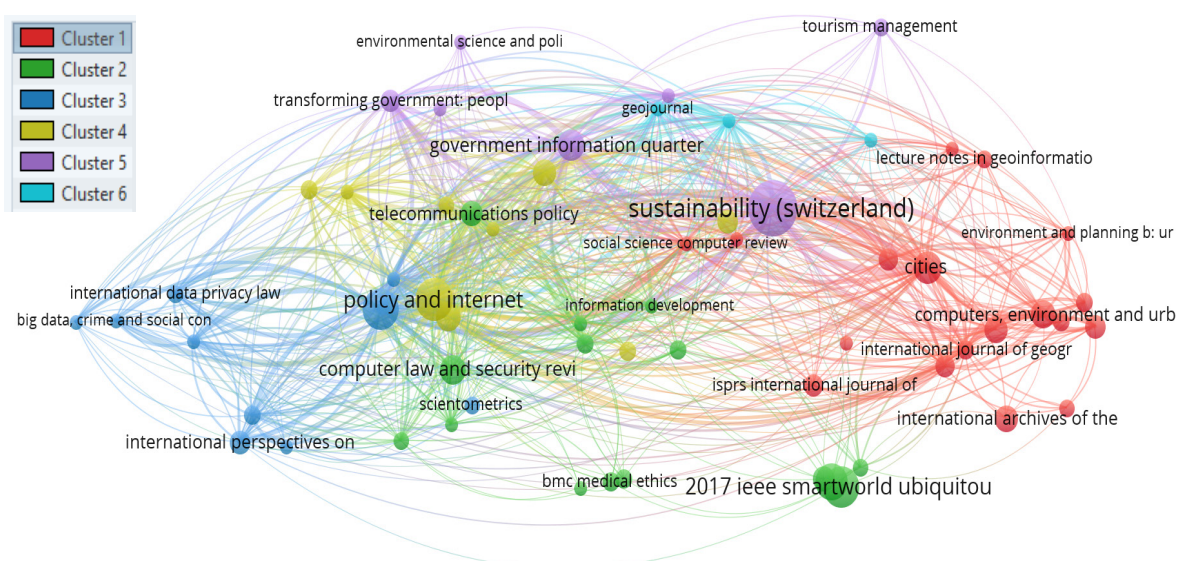 Cluster 1
Cluster 2
Cluster 3
Cluster 4
Cluster 5
Cluster 6
tourism management
environmental science and poli
transforming government: peopl
geojournal
government information quarter
lecture notes in geoinformatio
telecommunications policy
sustainability (switzerland)
social science computer review
environment and planning b: ur
cities
international data privacy law
policy and internet
information development
big data, crime and social con
computers, environment and urb
international journal of geogr
computer law and security revi
isprs international journal of
scientometrics
international archives of the
international perspectives on
bmc medical ethics
2017 ieee smartworld ubiquitou